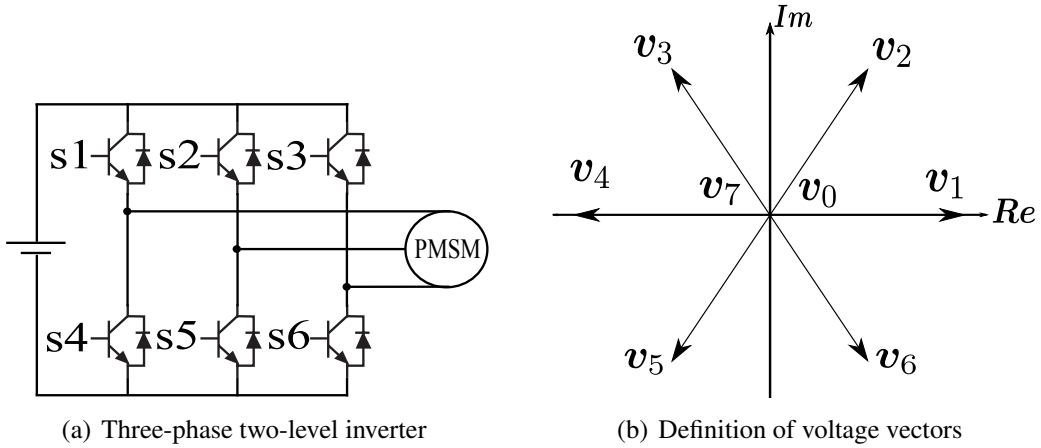 s1
s2
s3
PMSM
s4
s5
s6
(a) Three-phase two-level inverter
Im
v3
v2
v4
v7
v0
v1
Re
v5
v6
(b) Definition of voltage vectors